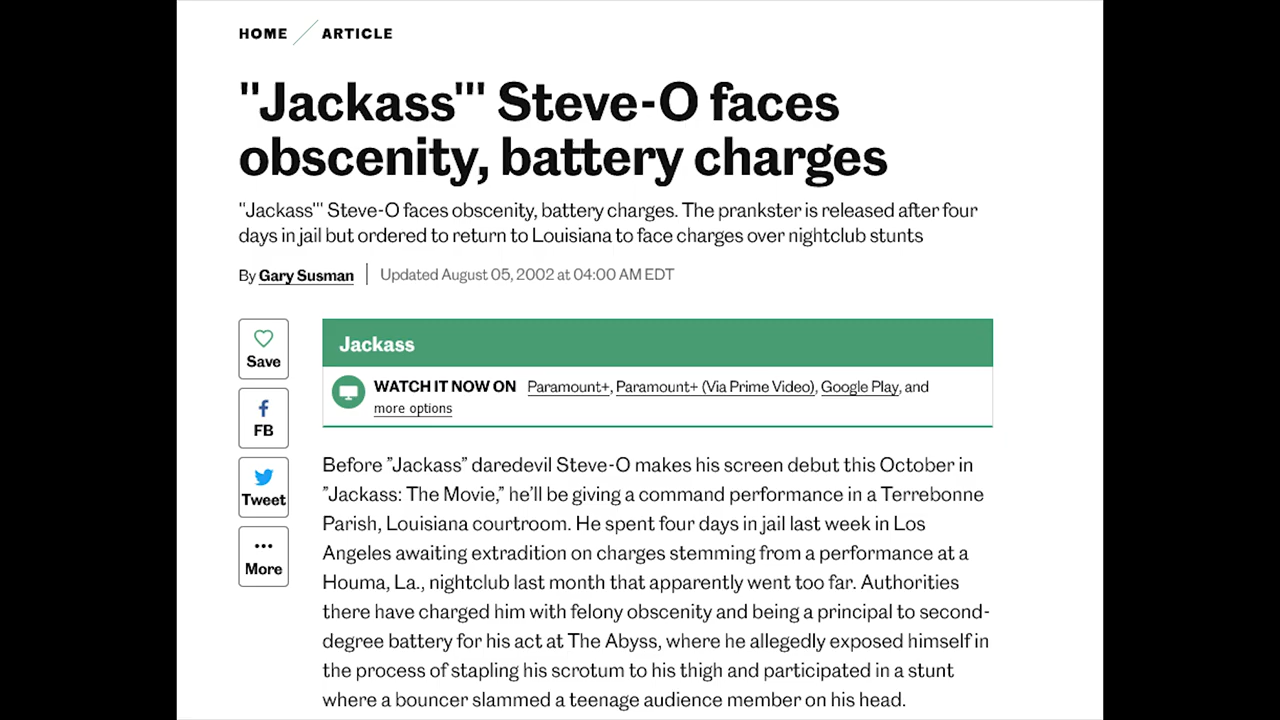 HOME ARTICLE
"Jackass'" Steve-O faces
obscenity, battery charges
"Jackass'" Steve-O faces obscenity, battery charges. The prankster is released after four
days in jail but ordered to return to Louisiana to face charges over nightclub stunts
By Gary Susman Updated August 05, 2002 at 04:00 AM EDT
Save
FB
Tweet
More
Jackass
WATCH IT NOW ON Paramount+, Paramount+ (Via Prime Video), Google Play, and
more options
Before ”Jackass” daredevil Steve-O makes his screen debut this October in
”Jackass: The Movie,” he’ll be giving a command performance in a Terrebonne
Parish, Louisiana courtroom. He spent four days in jail last week in Los
Angeles awaiting extradition on charges stemming from a performance at a
Houma, La., nightclub last month that apparently went too far. Authorities
there have charged him with felony obscenity and being a principal to second-
degree battery for his act at The Abyss, where he allegedly exposed himself in
the process of stapling his scrotum to his thigh and participated in a stunt
where a bouncer slammed a teenage audience member on his head.